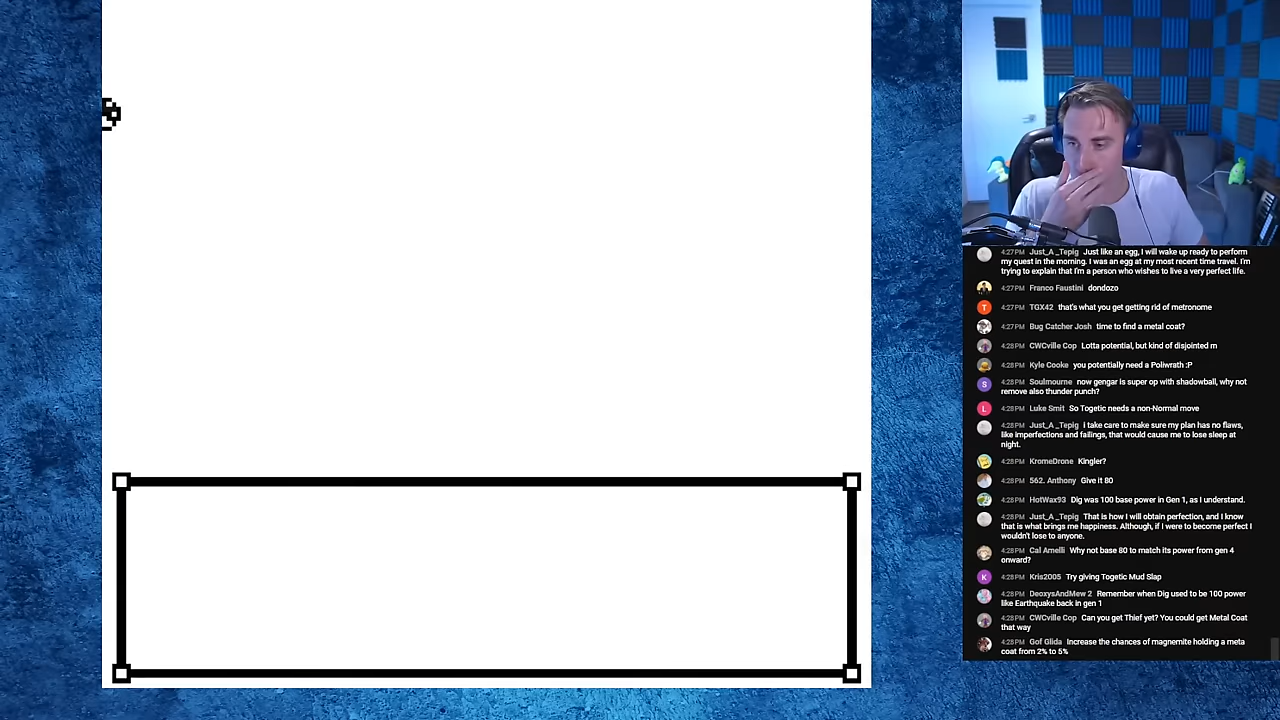 4:27PM Just_A_Tepig Just like an egg, I will wake up ready to perform
my quest in the morning. I was an egg at my most recent time travel. I'm
trying to explain that I'm a person who wishes to live a very perfect life.
4:27PM Franco Faustini dondozo
T 4:27PM TGX42 that's what you get getting rid of metronome
4:27PM Bug Catcher Josh time to find a metal coat?
4:28PM CWCville Cop Lotta potential, but kind of disjointed rn
4:28PM Kyle Cooke you potentially need a Poliwrath :P
S 4:28PM Soulmourne now gengar is super op with shadowball, why not
remove also thunder punch?
L 4:28PM Luke Smit So Togetic needs a non-Normal move
4:28PM Just_A_Tepig I take care to make sure my plan has no flaws,
like imperfections and failings, that would cause me to lose sleep at
night.
4:28PM KromeDrone Kingler?
4:28PM 562. Anthony Give it 80
4:28PM HotWax93 Dig was 100 base power in Gen 1, as I understand.
4:28PM Just_A_Tepig That is how I will obtain perfection, and I know
that is what brings me happiness. Although, if I were to become perfect I
wouldn't lose to anyone.
4:28PM Cal Amelli Why not base 80 to match its power from gen 4
onward?
K 4:28PM Kris2005 Try giving Togetic Mud Slap
4:28PM DeoxysAndMew 2 Remember when Dig used to be 100 power
like Earthquake back in gen 1
4:28PM CWCville Cop Can you get Thief yet? You could get Metal Coat
that way
4:28PM Gof Glida Increase the chances of magnemite holding a meta
coat from 2% to 5%